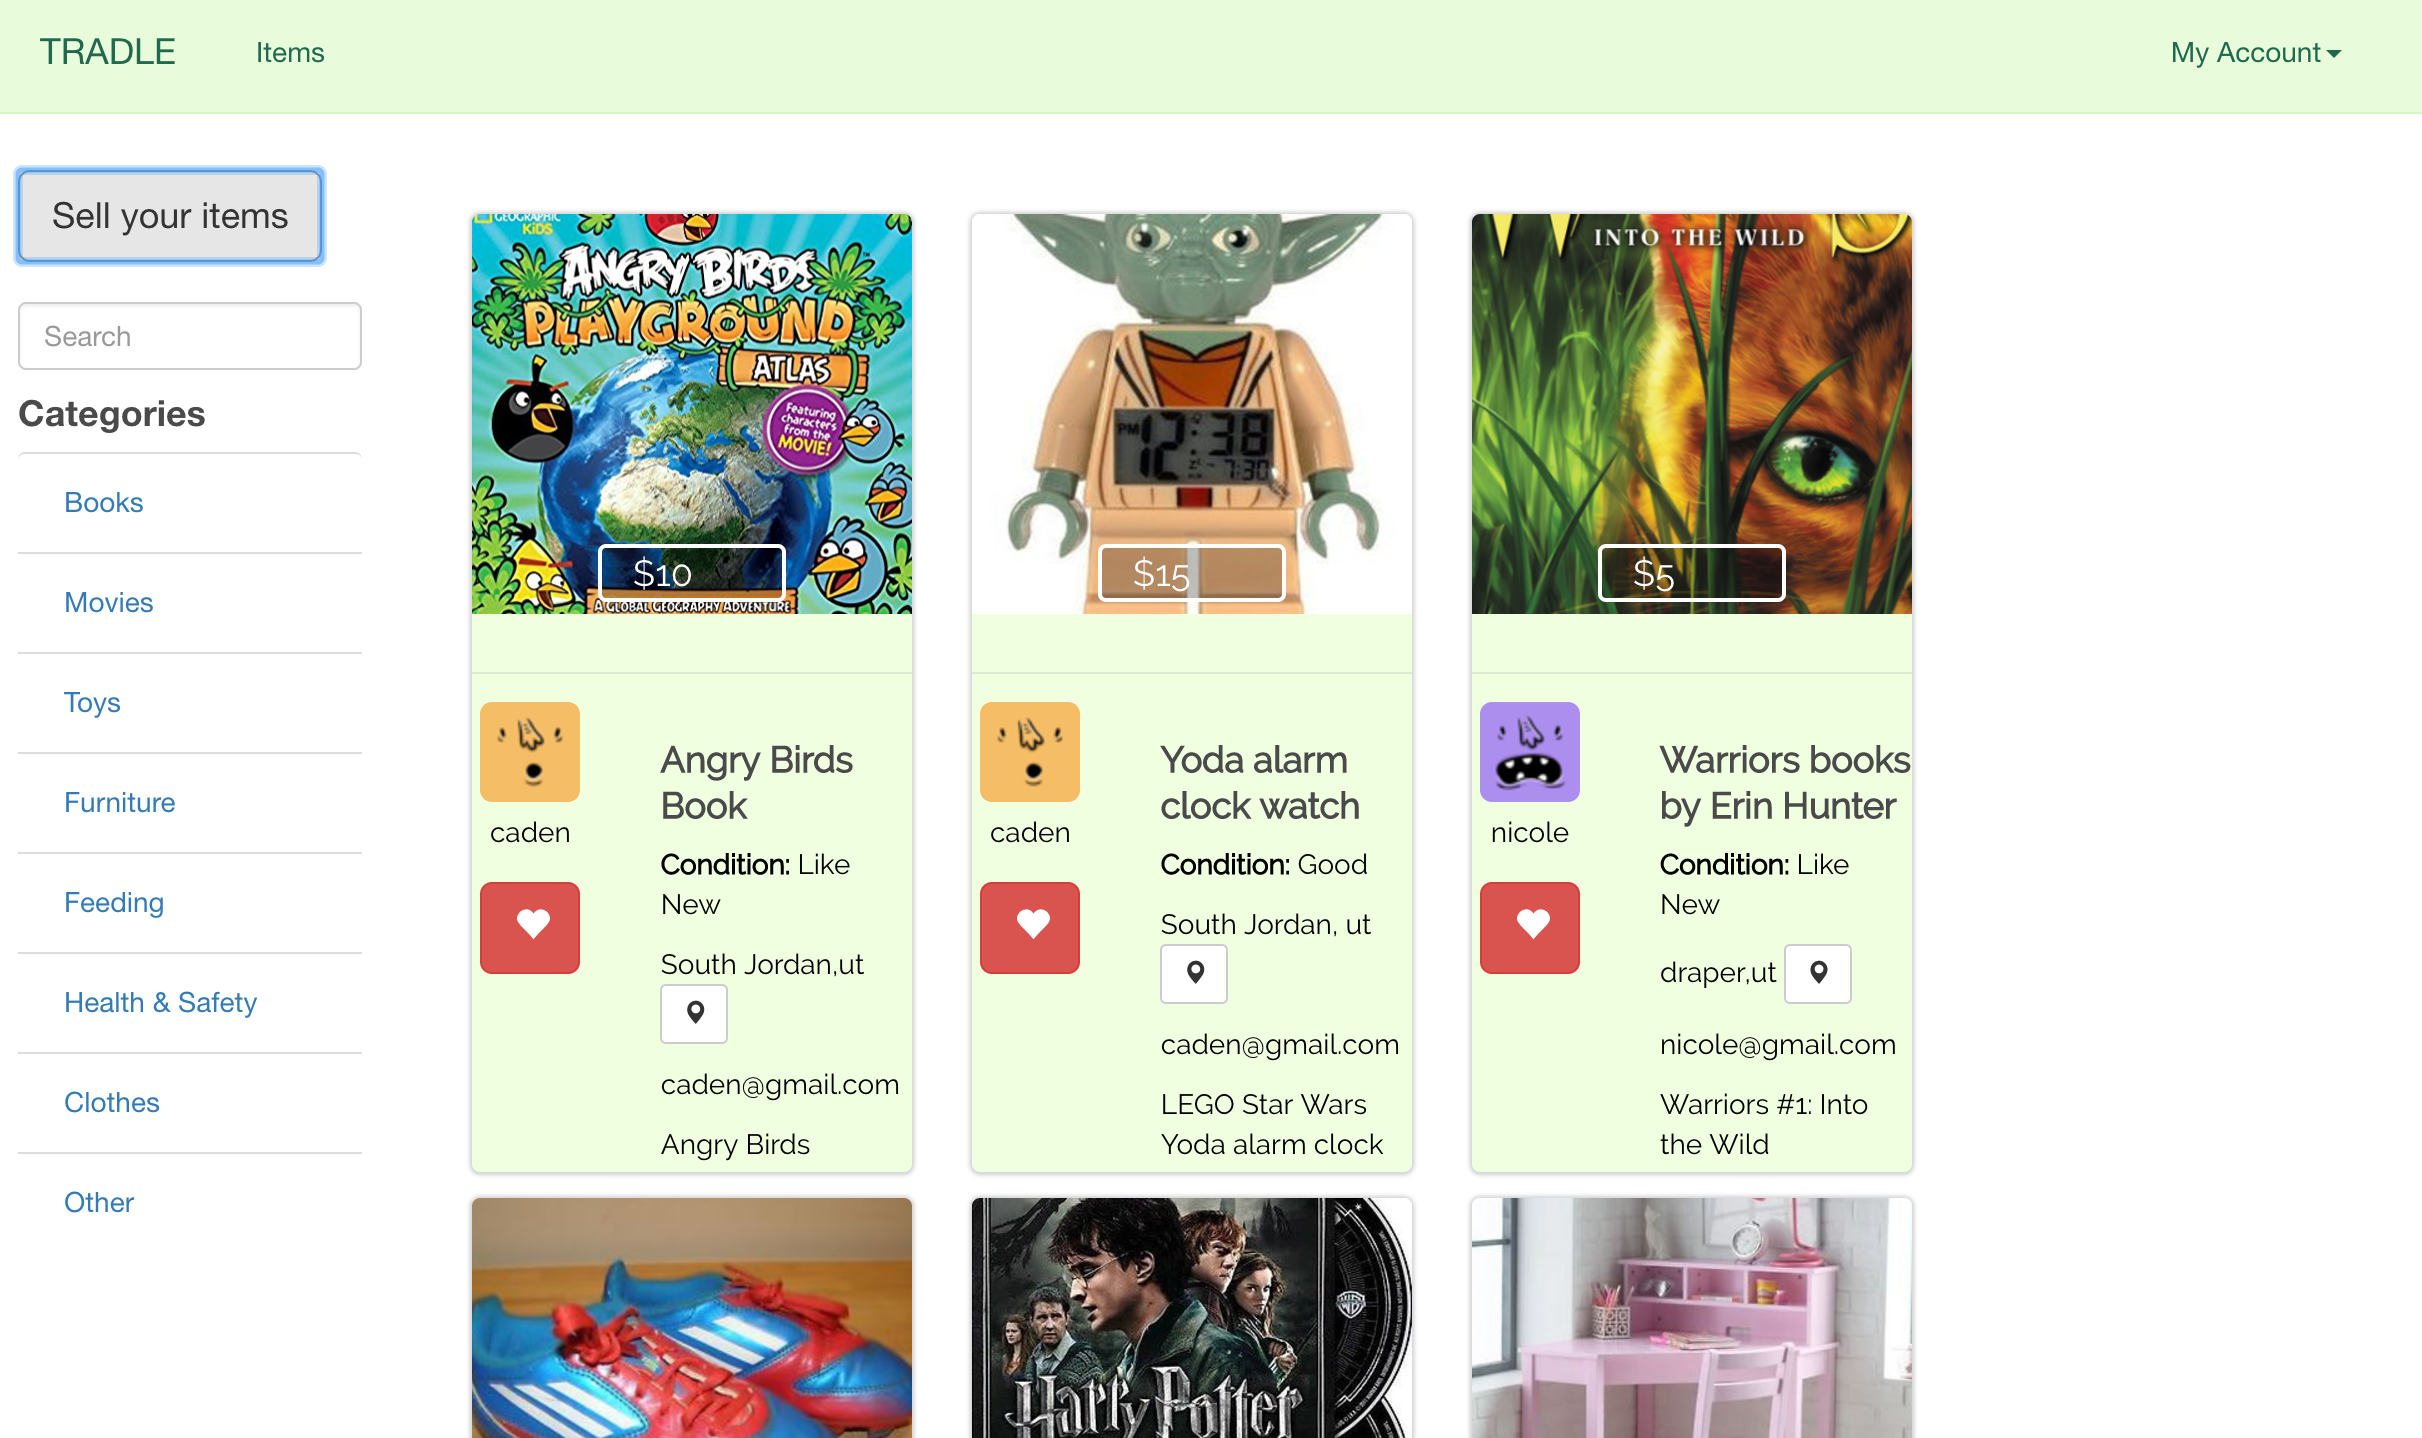 TRADLE
Items
My Account
Sell your items
Search
Categories
Books
Movies
Toys
Furniture
Feeding
Health & Safety
Clothes
Other
GEOGRAPHIC
KiDS
ANGRY BIRDS
PLAYGROUND
ATLAS
Featuring
characters
from the
MOVIE!
$10
A GLOBAL GEOGRAPHY ADVENTURE
caden
Angry Birds
Book
Condition: Like
New
South Jordan,ut
caden@gmail.com
Angry Birds
PM 12:38
7:30
$15
caden
Yoda alarm
clock watch
Condition: Good
South Jordan, ut
caden@gmail.com
LEGO Star Wars
Yoda alarm clock
INTO THE WILD
$5
nicole
Warriors books
by Erin Hunter
Condition: Like
New
draper,ut
nicole@gmail.com
Warriors #1: Into
the Wild
Harry Potter
WB